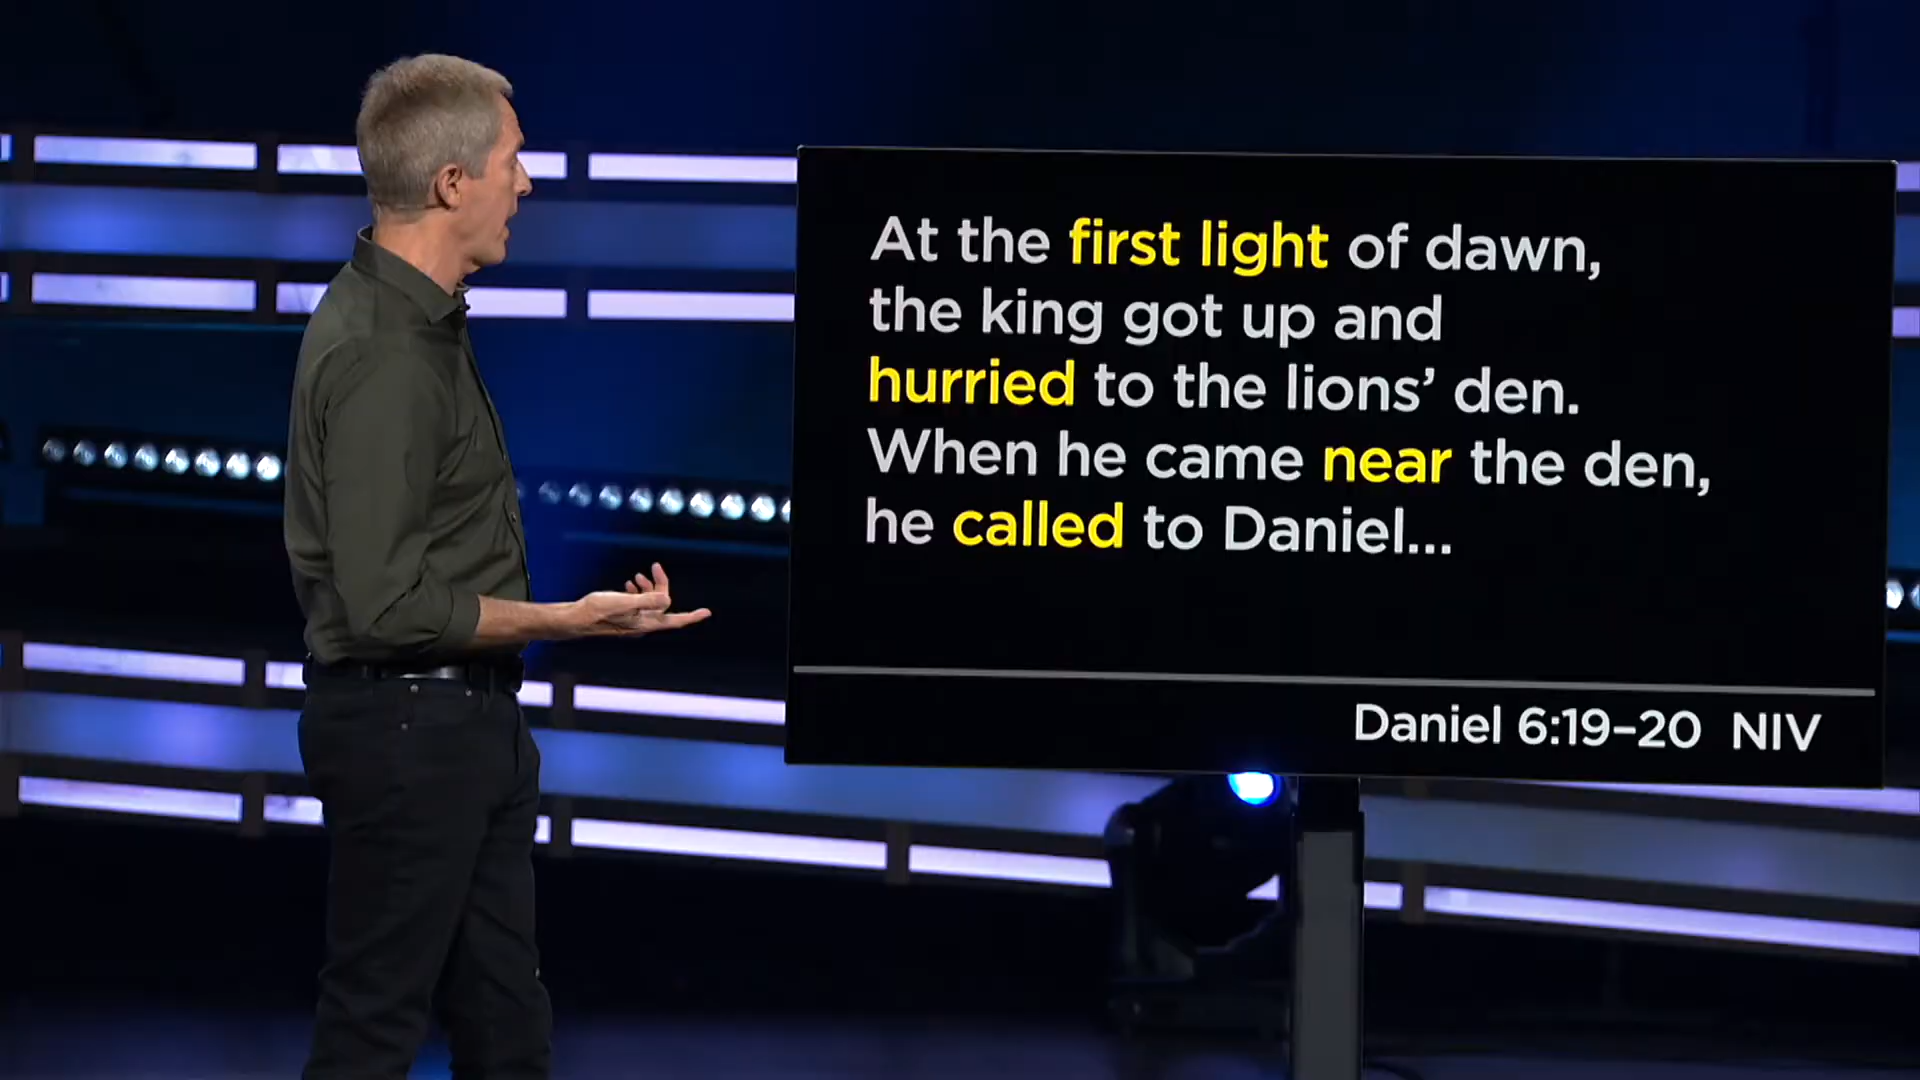 At the first light of dawn,
the king got up and
hurried to the lions’ den.
When he came near the den,
he called to Daniel...
Daniel 6:19–20 NIV